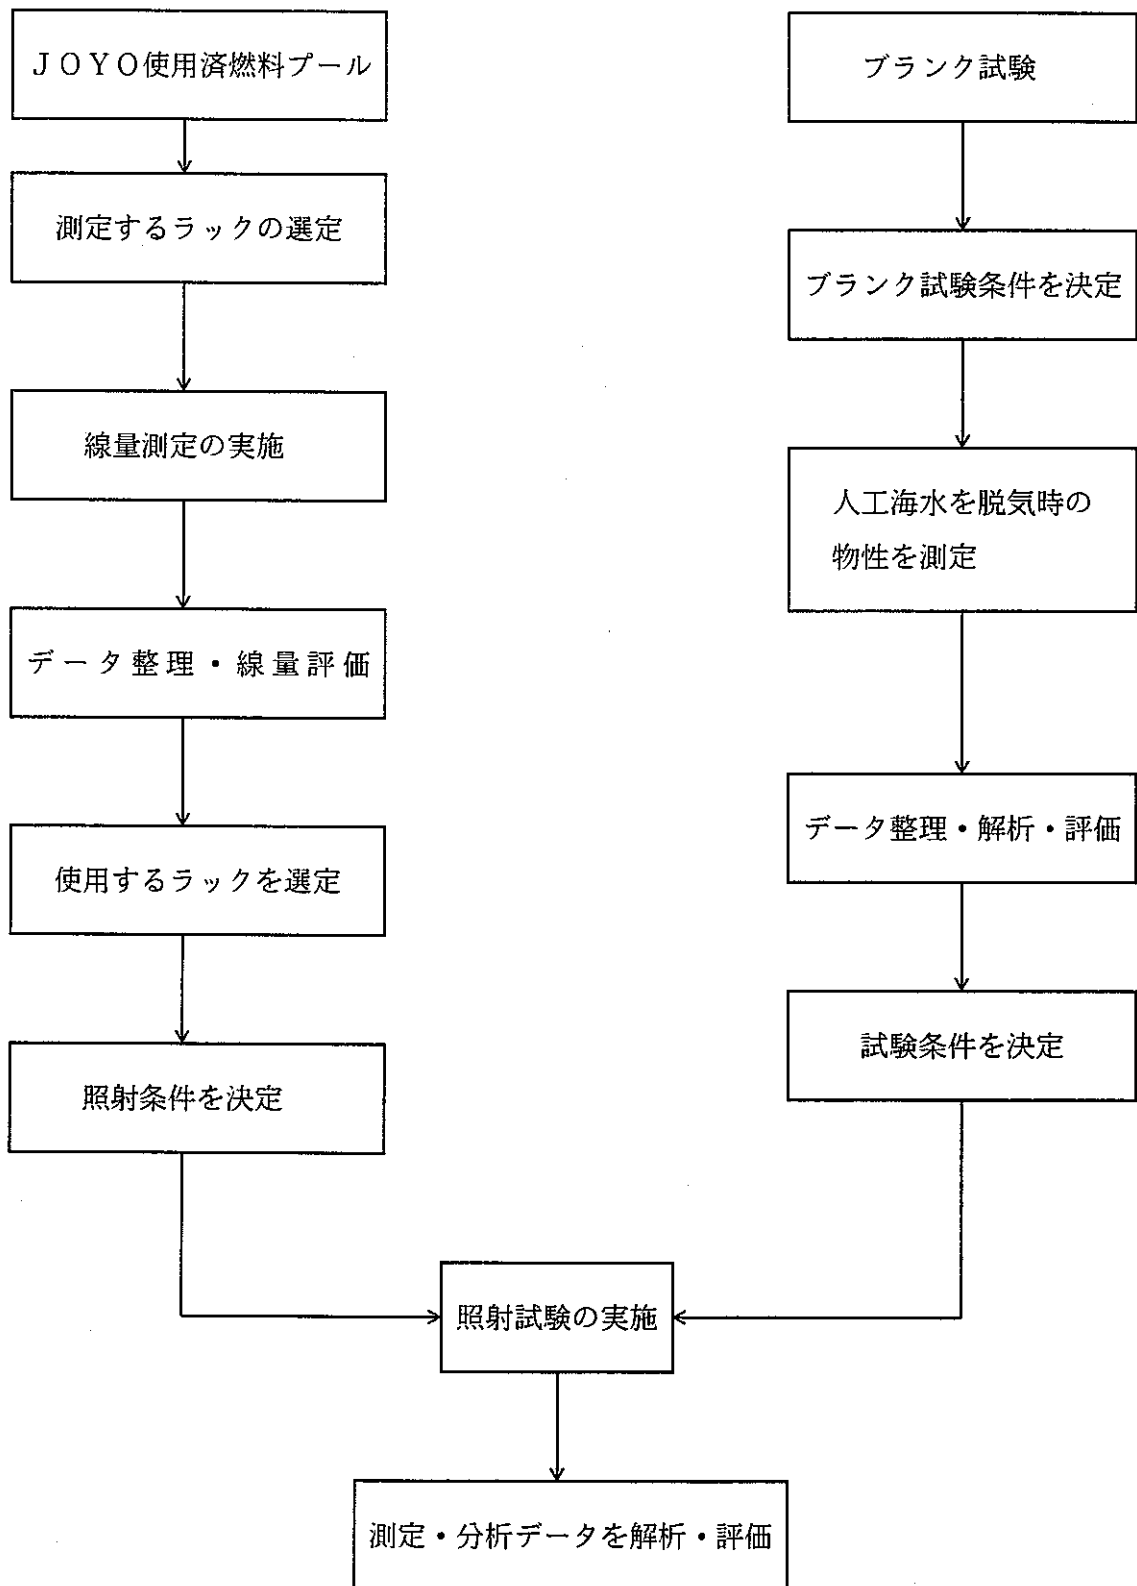 ＪＯＹＯ使用済燃料プール
測定するラックの選定
線量測定の実施
データ整理・線量評価
使用するラックを選定
照射条件を決定
ブランク試験
ブランク試験条件を決定
人工海水を脱気時の
物性を測定
データ整理・解析・評価
試験条件を決定
照射試験の実施
測定・分析データを解析・評価